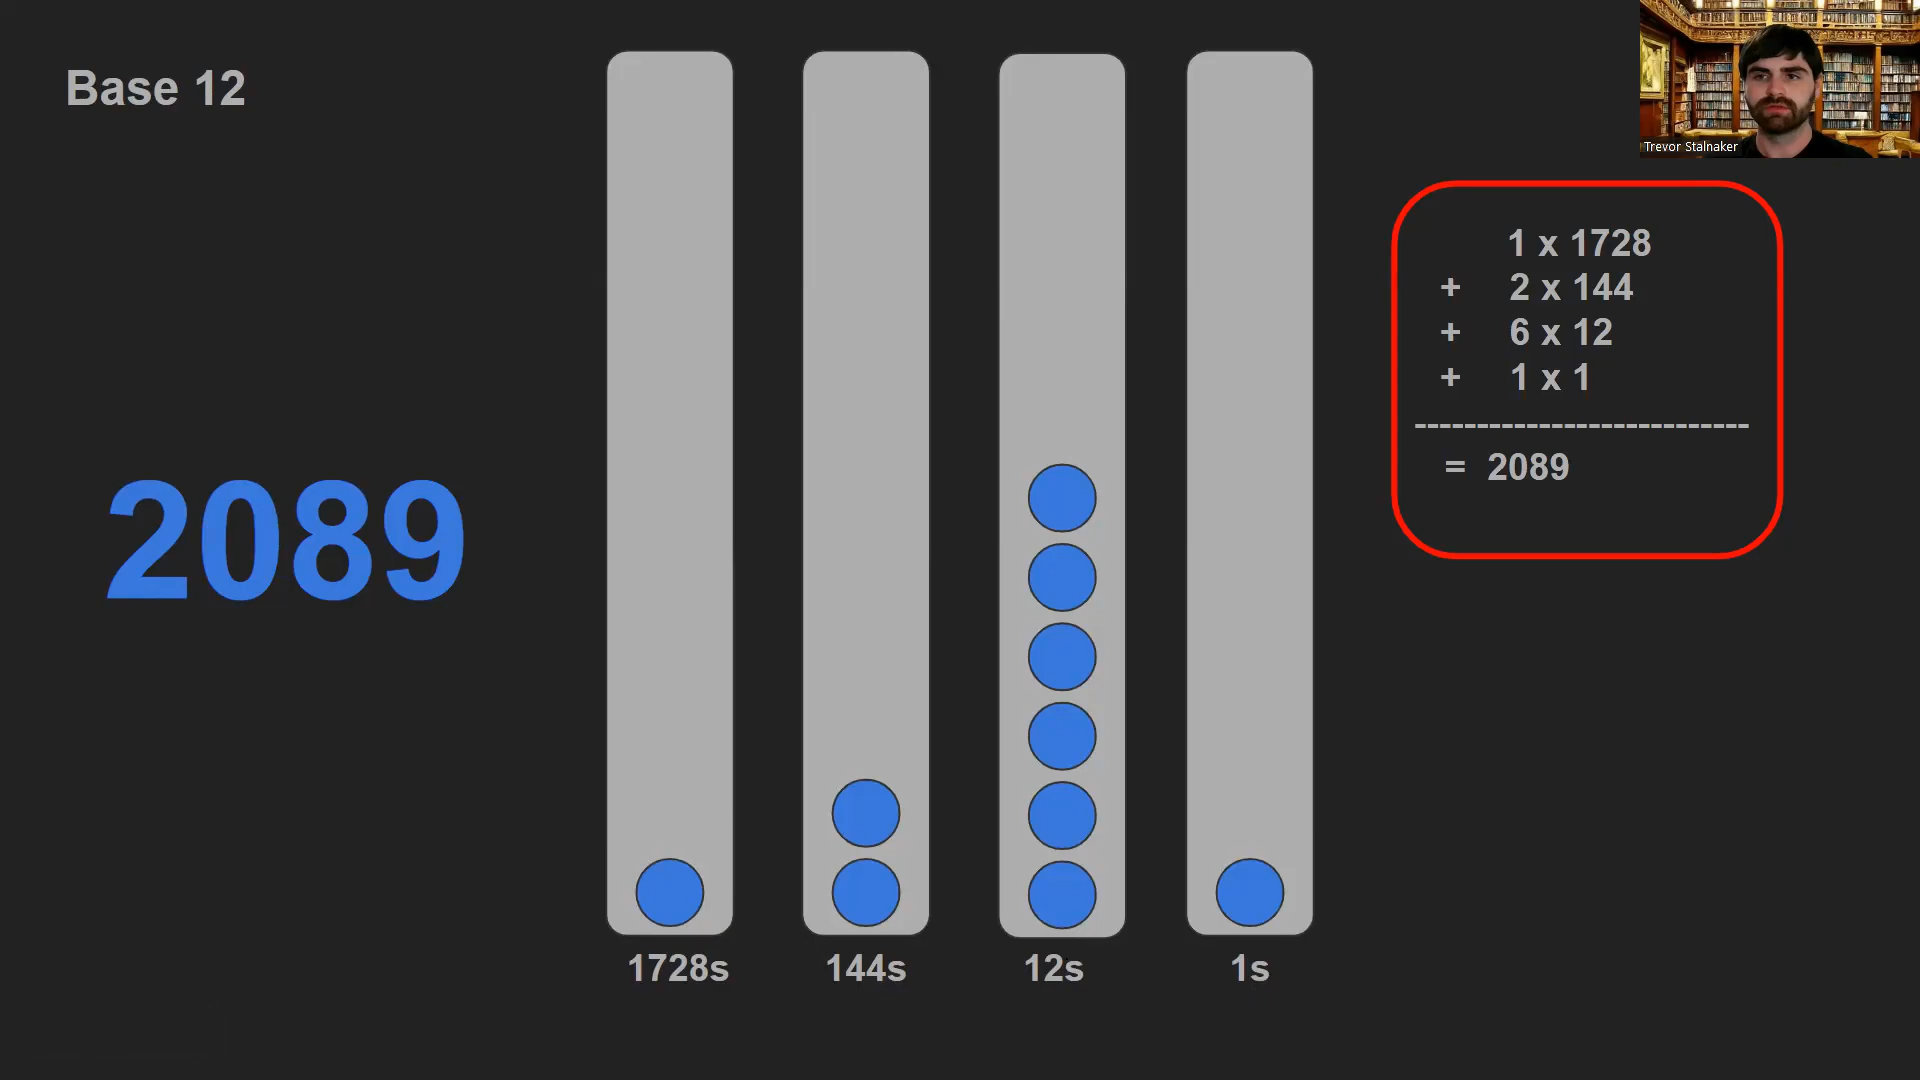 Base 12
Trevor Stalnaker
1 x 1728
+ 2 x 144
+ 6 x 12
+ 1 x 1
---------------------------
= 2089
2089
1728s 144s 12s 1s